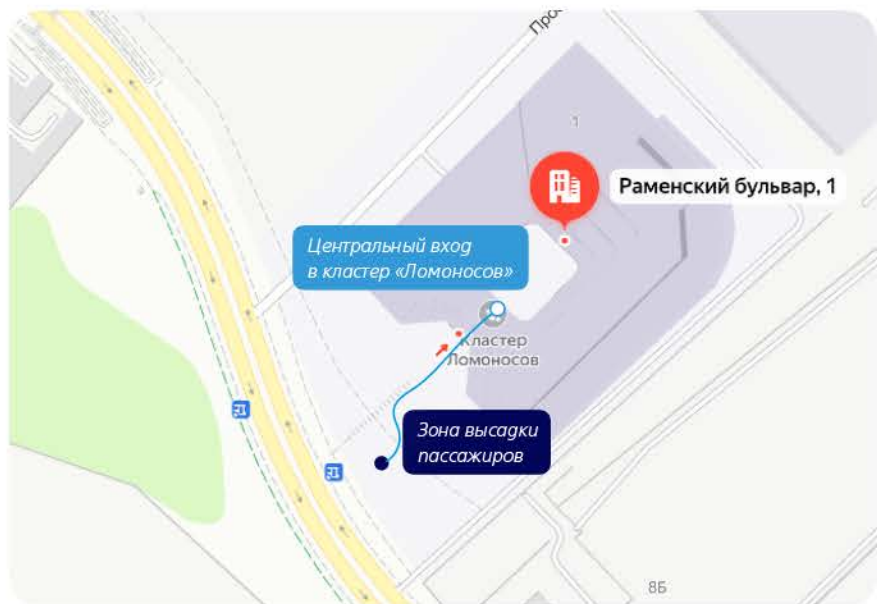 Прос
1
Раменский бульвар, 1
Центральный вход
в кластер «Ломоносов»
Кластер
Ломоносов
Зона высадки
пассажиров
8Б